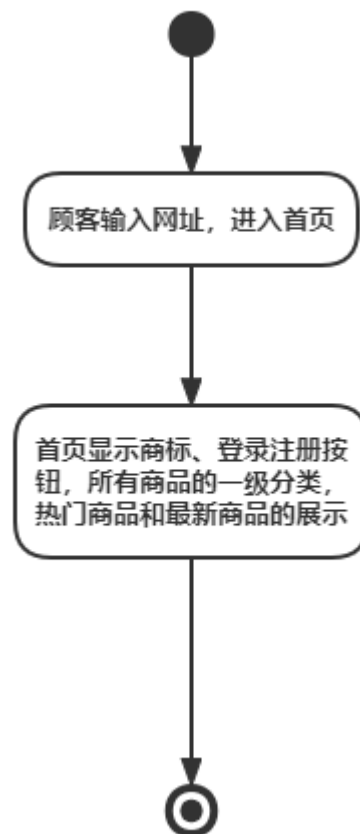 顾客输入网址，进入首页
首页显示商标、登录注册按
钮，所有商品的一级分类，
热门商品和最新商品的展示